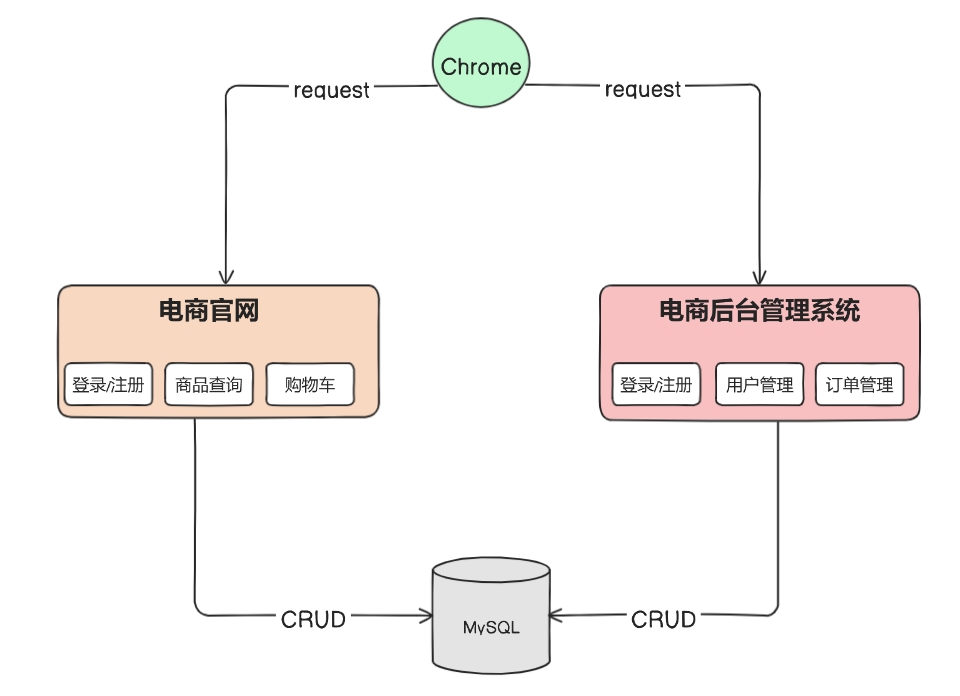 Chrome
request
request
电商官网
电商后台管理系统
登录/注册
商品查询
购物车
登录/注册
用户管理
订单管理
CRUD
CRUD
MySQL